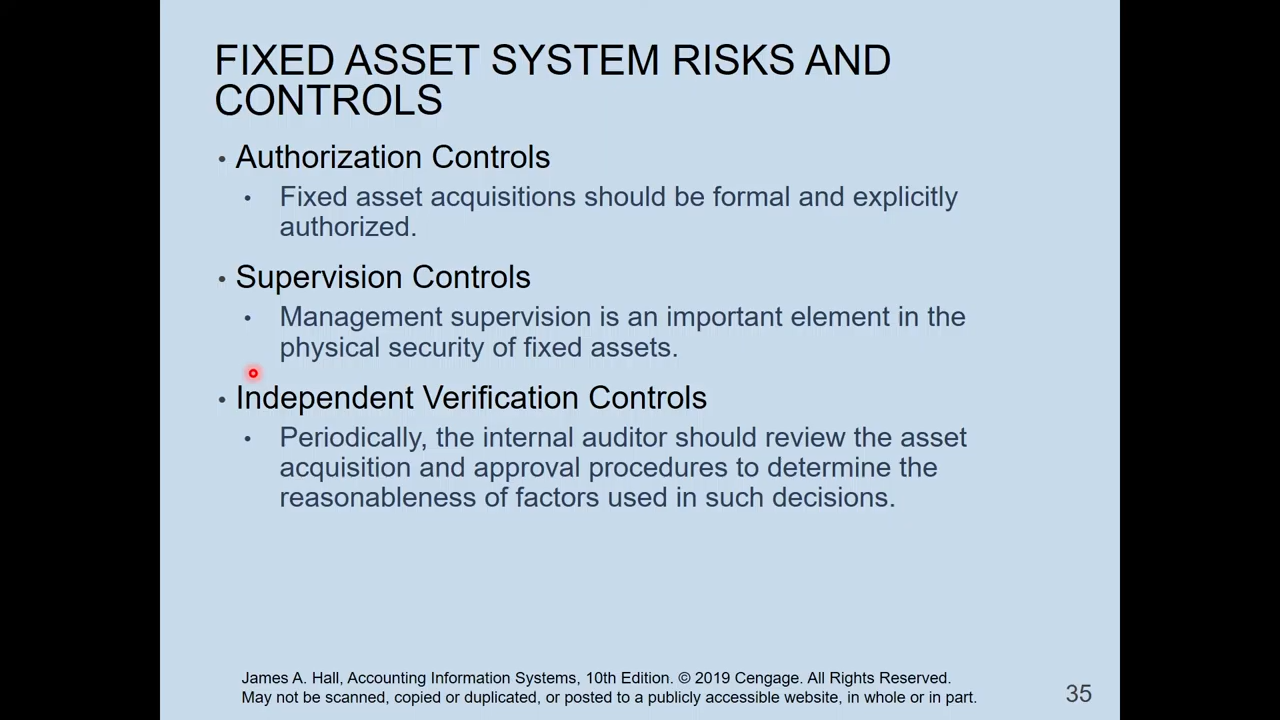 FIXED ASSET SYSTEM RISKS AND
CONTROLS
• Authorization Controls
• Fixed asset acquisitions should be formal and explicitly
authorized.
• Supervision Controls
• Management supervision is an important element in the
physical security of fixed assets.
• Independent Verification Controls
• Periodically, the internal auditor should review the asset
acquisition and approval procedures to determine the
reasonableness of factors used in such decisions.
James A. Hall, Accounting Information Systems, 10th Edition. © 2019 Cengage. All Rights Reserved.
May not be scanned, copied or duplicated, or posted to a publicly accessible website, in whole or in part.
35